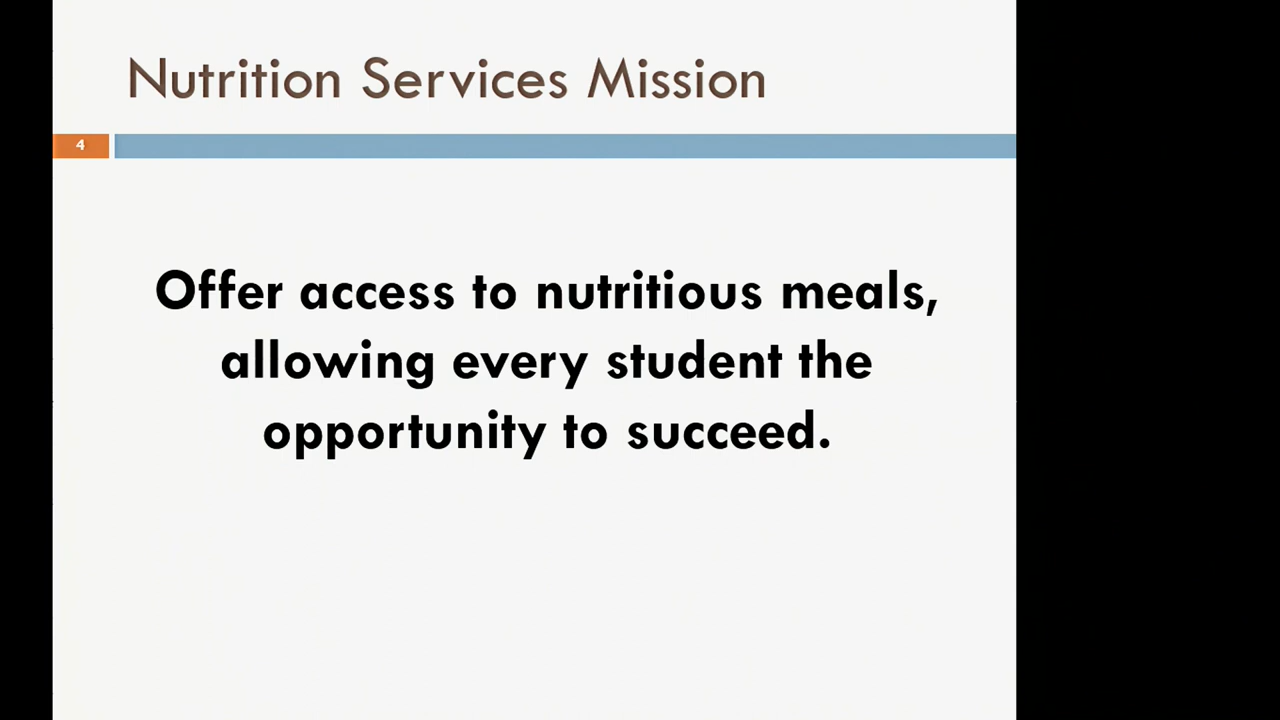 Nutrition Services Mission
4
Offer access to nutritious meals,
allowing every student the
opportunity to succeed.